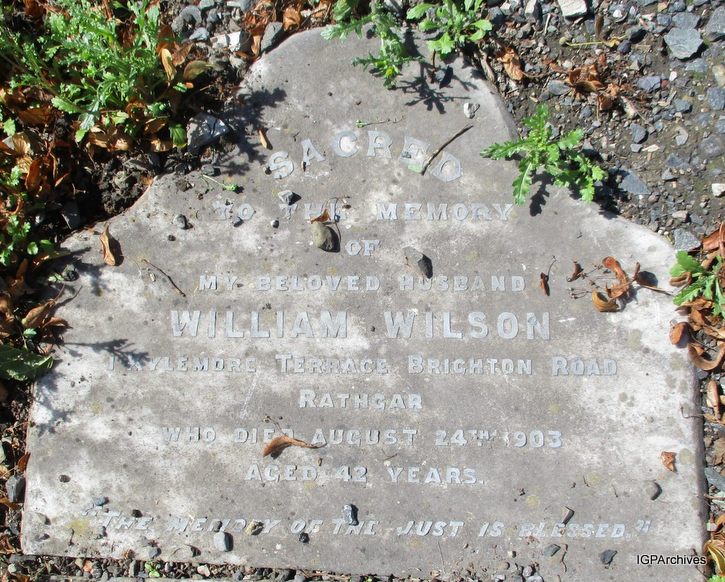 SACRED
TO THE MEMORY
OF
MY BELOVED HUSBAND
WILLIAM WILSON
1 KYLEMORE TERRACE BRIGHTON ROAD
RATHGAR
WHO DIED AUGUST 24TH 1903
AGED 42 YEARS.
"THE MEMORY OF THE JUST IS BLESSED."
IGPArchives